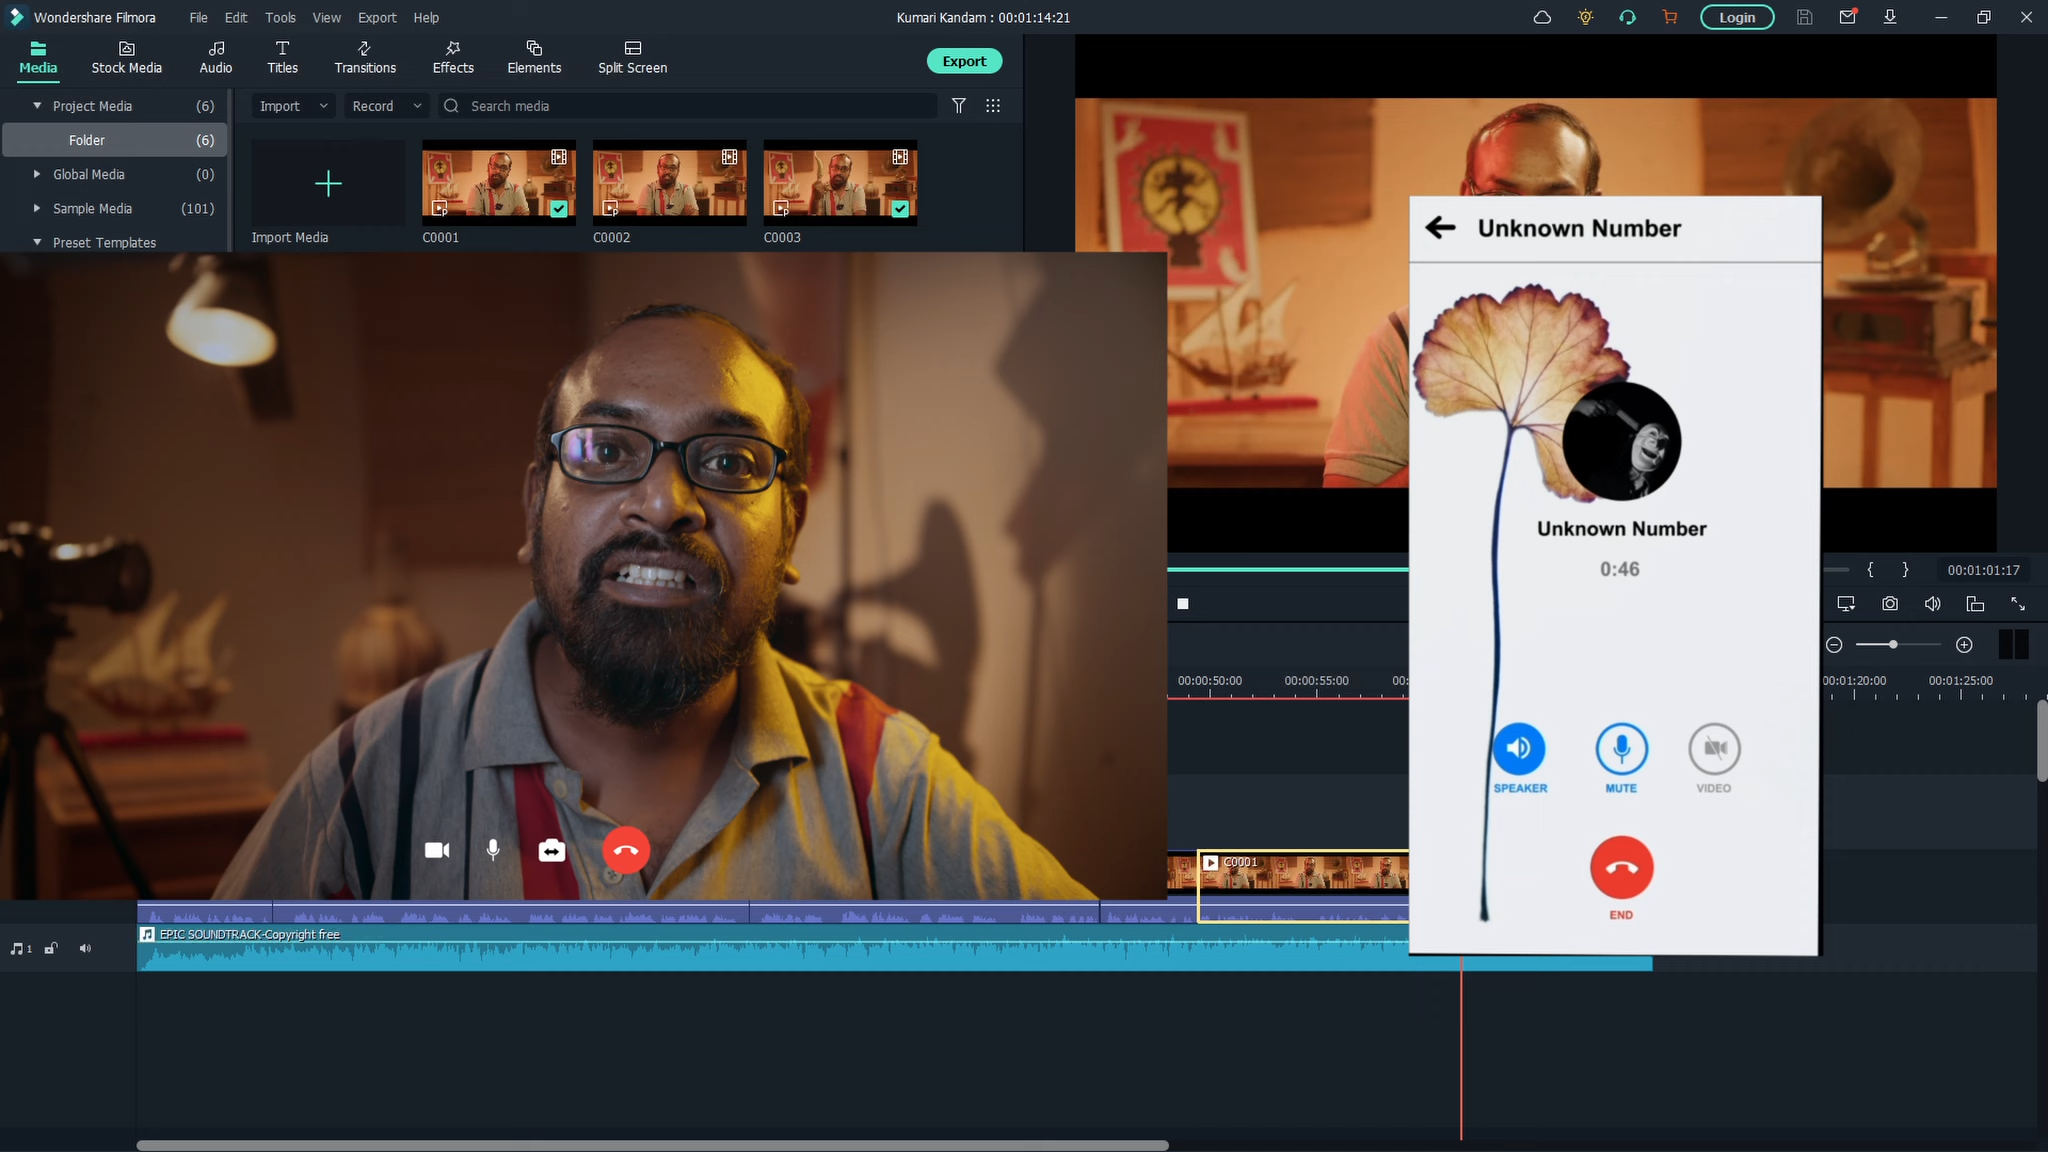 Wondershare Filmora
File Edit Tools View Export Help
Kumari Kandam : 00:01:14:21
Login
Media
Stock Media
Audio
Titles
Transitions
Effects
Elements
Split Screen
Export
Project Media (6)
Folder (6)
Global Media (0)
Sample Media (101)
Preset Templates
Import
Record
Search media
Import Media
C0001
C0002
C0003
Unknown Number
Unknown Number
0:46
SPEAKER
MUTE
VIDEO
END
{ }
00:01:01:17
00:00:50:00
00:00:55:00
00:
00:01:20:00
00:01:25:00
C0001
EPIC SOUNDTRACK-Copyright free
1